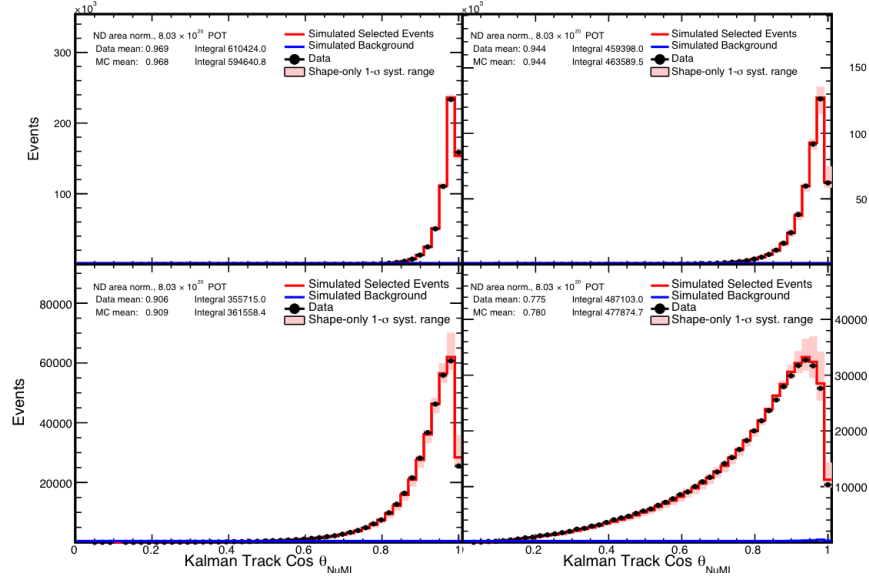 ×10³ ×10³
ND area norm., 8.03 × 10²⁰ POT
Data mean: 0.969 Integral 610424.0
MC mean: 0.968 Integral 594640.8
Simulated Selected Events
Simulated Background
Data
Shape-only 1-σ syst. range
300
200
100
Events
ND area norm., 8.03 × 10²⁰ POT
Data mean: 0.944 Integral 459398.0
MC mean: 0.944 Integral 463589.5
Simulated Selected Events
Simulated Background
Data
Shape-only 1-σ syst. range
150
100
50
ND area norm., 8.03 × 10²⁰ POT
Data mean: 0.906 Integral 355715.0
MC mean: 0.909 Integral 361558.4
Simulated Selected Events
Simulated Background
Data
Shape-only 1-σ syst. range
80000
60000
40000
20000
Events
0 0.2 0.4 0.6 0.8 1
Kalman Track Cos θ NuMI
ND area norm., 8.03 × 10²⁰ POT
Data mean: 0.775 Integral 487103.0
MC mean: 0.780 Integral 477874.7
Simulated Selected Events
Simulated Background
Data
Shape-only 1-σ syst. range
40000
30000
20000
10000
0.2 0.4 0.6 0.8 1
Kalman Track Cos θ NuMI